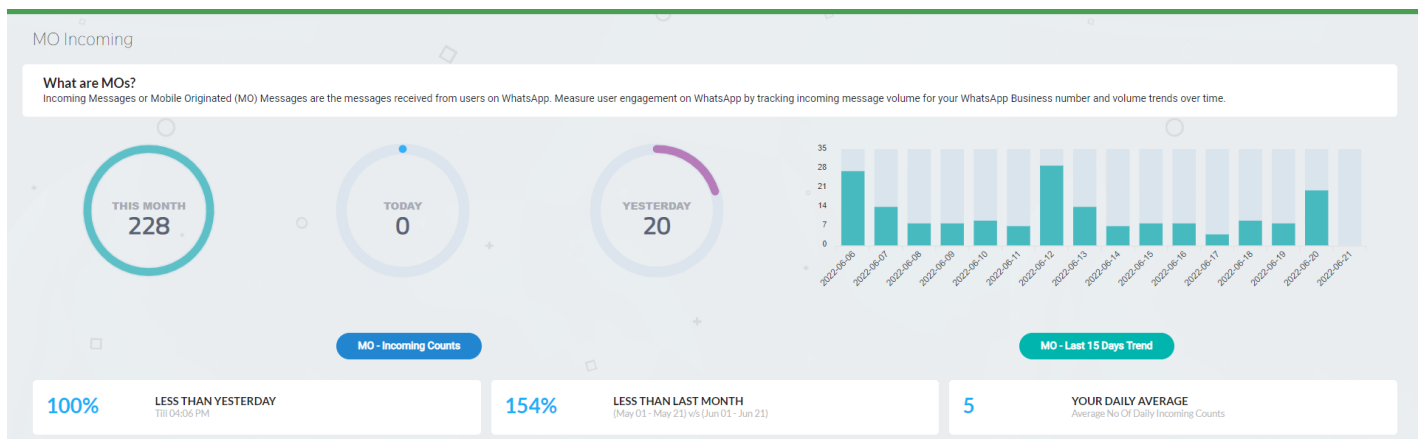 MO Incoming
What are MOs?
Incoming Messages or Mobile Originated (MO) Messages are the messages received from users on WhatsApp. Measure user engagement on WhatsApp by tracking incoming message volume for your WhatsApp Business number and volume trends over time.
THIS MONTH
228
TODAY
0
YESTERDAY
20
35
28
21
14
7
0
2022-06-06
2022-06-07
2022-06-08
2022-06-09
2022-06-10
2022-06-11
2022-06-12
2022-06-13
2022-06-14
2022-06-15
2022-06-16
2022-06-17
2022-06-18
2022-06-19
2022-06-20
2022-06-21
MO - Incoming Counts
MO - Last 15 Days Trend
100%
LESS THAN YESTERDAY
Till 04:06 PM
154%
LESS THAN LAST MONTH
(May 01 - May 21) v/s (Jun 01 - Jun 21)
5
YOUR DAILY AVERAGE
Average No Of Daily Incoming Counts